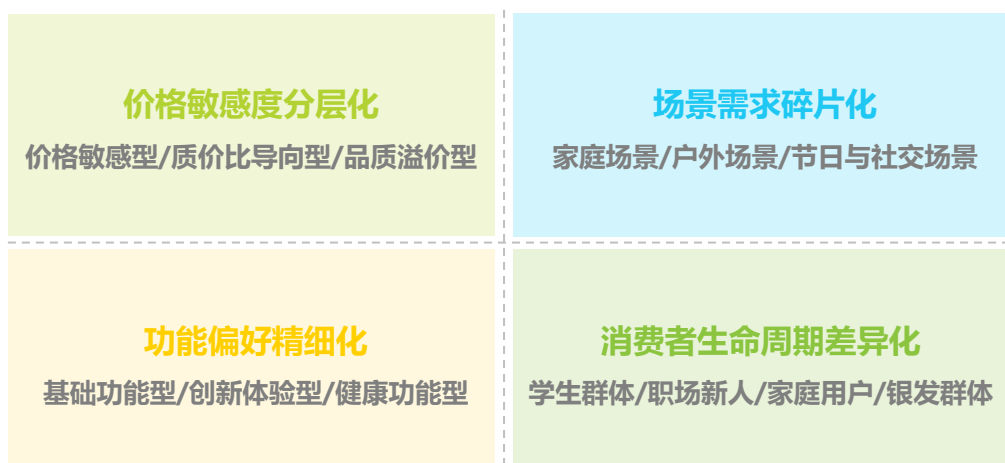 价格敏感度分层化
价格敏感型/质价比导向型/品质溢价型
场景需求碎片化
家庭场景/户外场景/节日与社交场景
功能偏好精细化
基础功能型/创新体验型/健康功能型
消费者生命周期差异化
学生群体/职场新人/家庭用户/银发群体